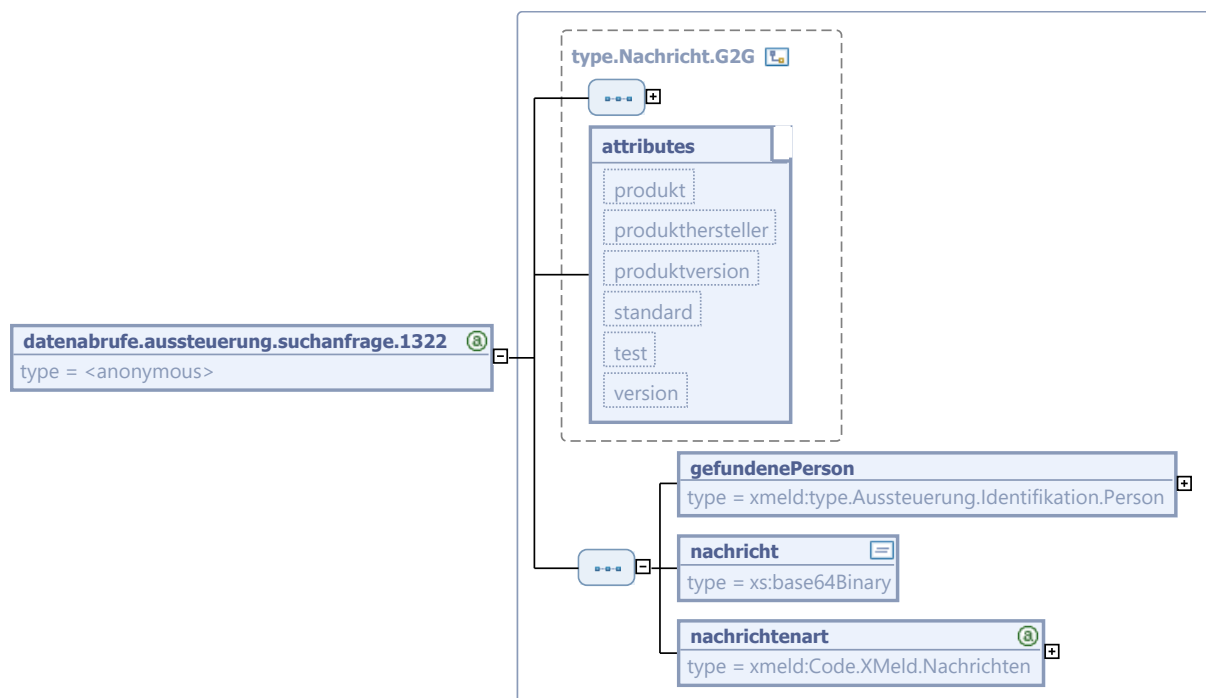 type.Nachricht.G2G
attributes
produkt
produkthersteller
produktversion
standard
test
version
datenabrufe.aussteuerung.suchanfrage.1322
type = <anonymous>
gefundenePerson
type = xmeld:type.Aussteuerung.Identifikation.Person
nachricht
type = xs:base64Binary
nachrichtenart
type = xmeld:Code.XMeld.Nachrichten